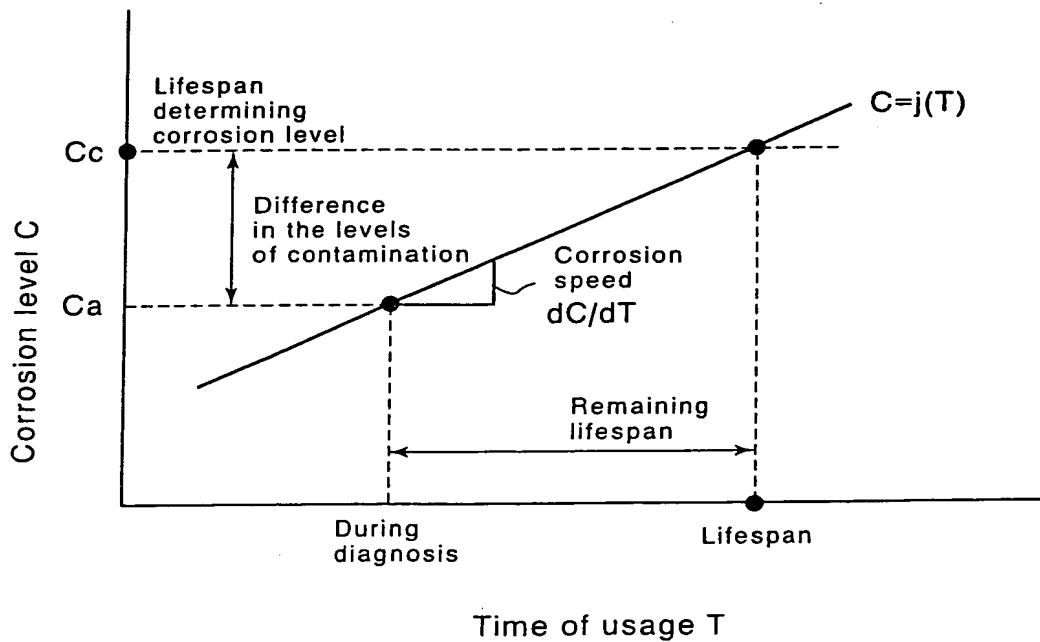 Lifespan
determining
corrosion level
C=j(T)
Cc
Difference
in the levels
of contamination
Corrosion
speed
dC/dT
Ca
Corrosion level C
Remaining
lifespan
During
diagnosis
Lifespan
Time of usage T